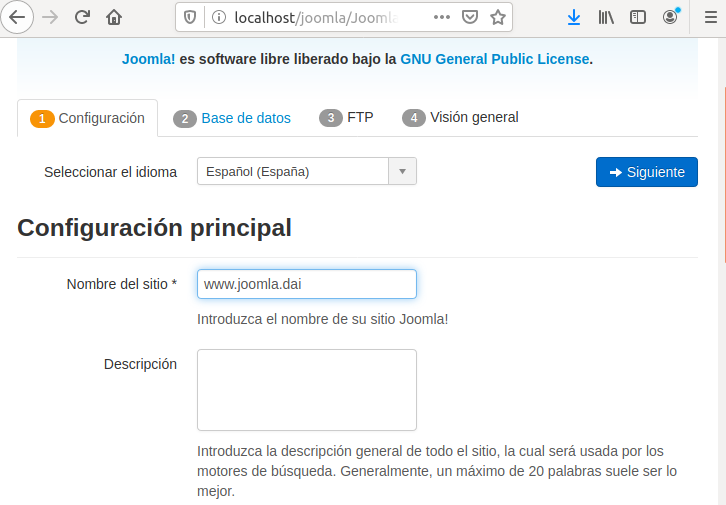 localhost/joomla/Joomla
Joomla! es software libre liberado bajo la GNU General Public License.
1 Configuración 2 Base de datos 3 FTP 4 Visión general
Seleccionar el idioma Español (España) Siguiente
Configuración principal
Nombre del sitio * www.joomla.dai
Introduzca el nombre de su sitio Joomla!
Descripción
Introduzca la descripción general de todo el sitio, la cual será usada por los
motores de búsqueda. Generalmente, un máximo de 20 palabras suele ser lo
mejor.